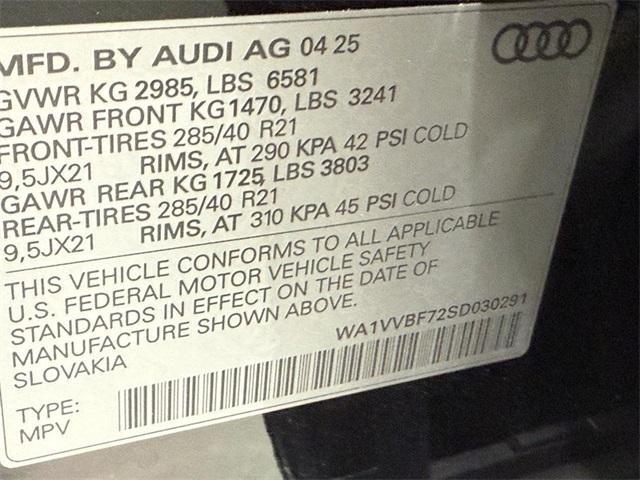 MFD. BY AUDI AG 04 25
GVWR KG 2985, LBS 6581
GAWR FRONT KG1470, LBS 3241
FRONT-TIRES 285/40 R21
9,5JX21 RIMS, AT 290 KPA 42 PSI COLD
GAWR REAR KG 1725, LBS 3803
REAR-TIRES 285/40 R21
9,5JX21 RIMS, AT 310 KPA 45 PSI COLD
THIS VEHICLE CONFORMS TO ALL APPLICABLE
U.S. FEDERAL MOTOR VEHICLE SAFETY
STANDARDS IN EFFECT ON THE DATE OF
MANUFACTURE SHOWN ABOVE.
SLOVAKIA
WA1VVBF72SD030291
TYPE:
MPV